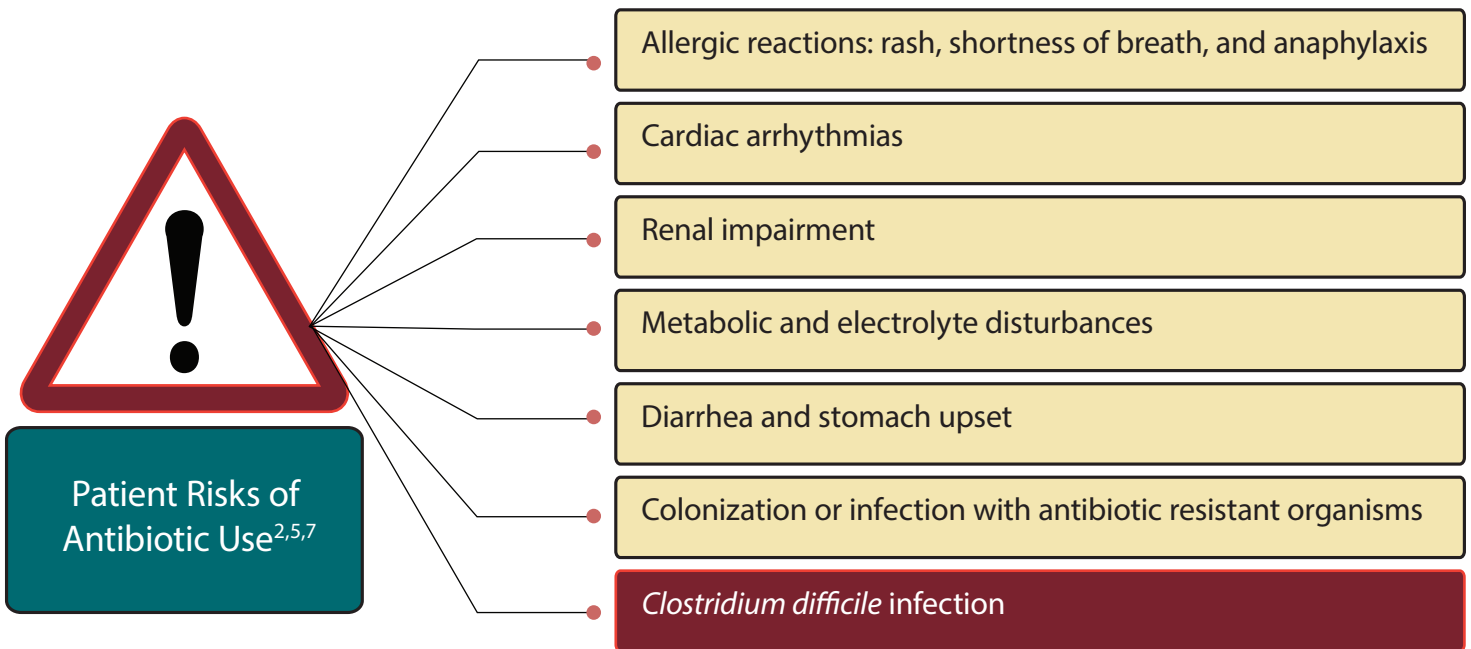 Allergic reactions: rash, shortness of breath, and anaphylaxis
Cardiac arrhythmias
Renal impairment
Metabolic and electrolyte disturbances
Diarrhea and stomach upset
Colonization or infection with antibiotic resistant organisms
Clostridium difficile infection
Patient Risks of
Antibiotic Use2,5,7